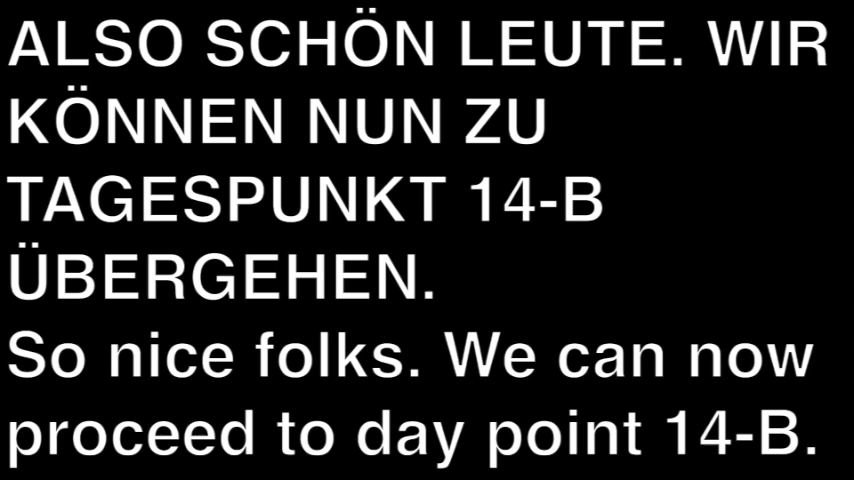 ALSO SCHÖN LEUTE. WIR
KÖNNEN NUN ZU
TAGESPUNKT 14-B
ÜBERGEHEN.
So nice folks. We can now
proceed to day point 14-B.